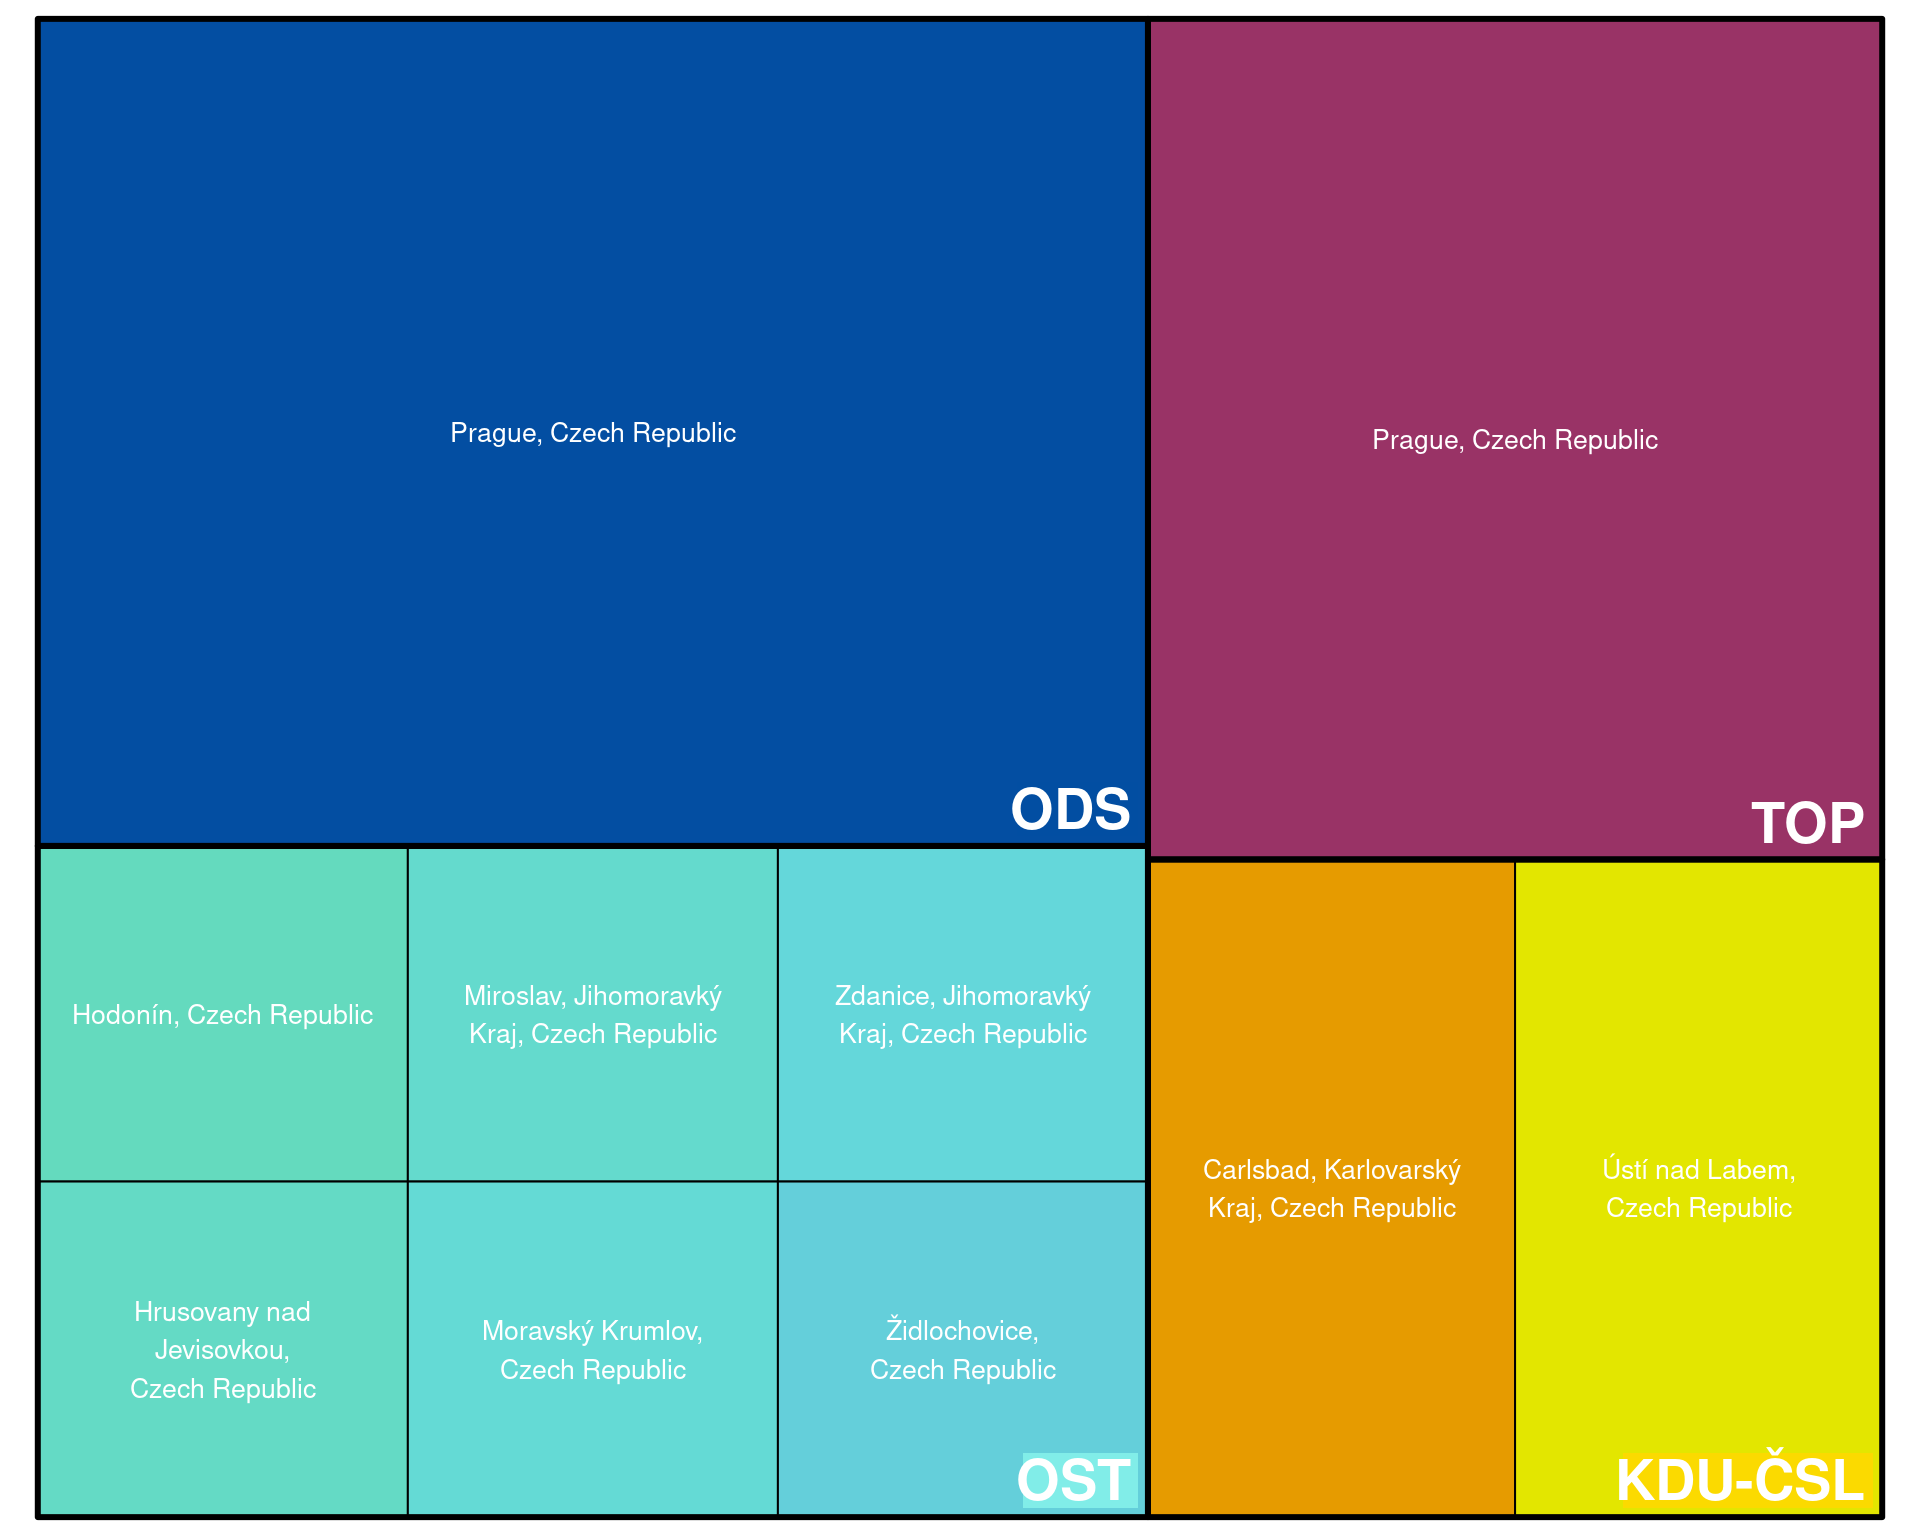 Prague, Czech Republic
ODS
Prague, Czech Republic
TOP
Hodonín, Czech Republic
Miroslav, Jihomoravký
Kraj, Czech Republic
Zdanice, Jihomoravký
Kraj, Czech Republic
Hrusovany nad
Jevisovkou,
Czech Republic
Moravský Krumlov,
Czech Republic
Židlochovice,
Czech Republic
OST
Carlsbad, Karlovarský
Kraj, Czech Republic
Ústí nad Labem,
Czech Republic
KDU-ČSL